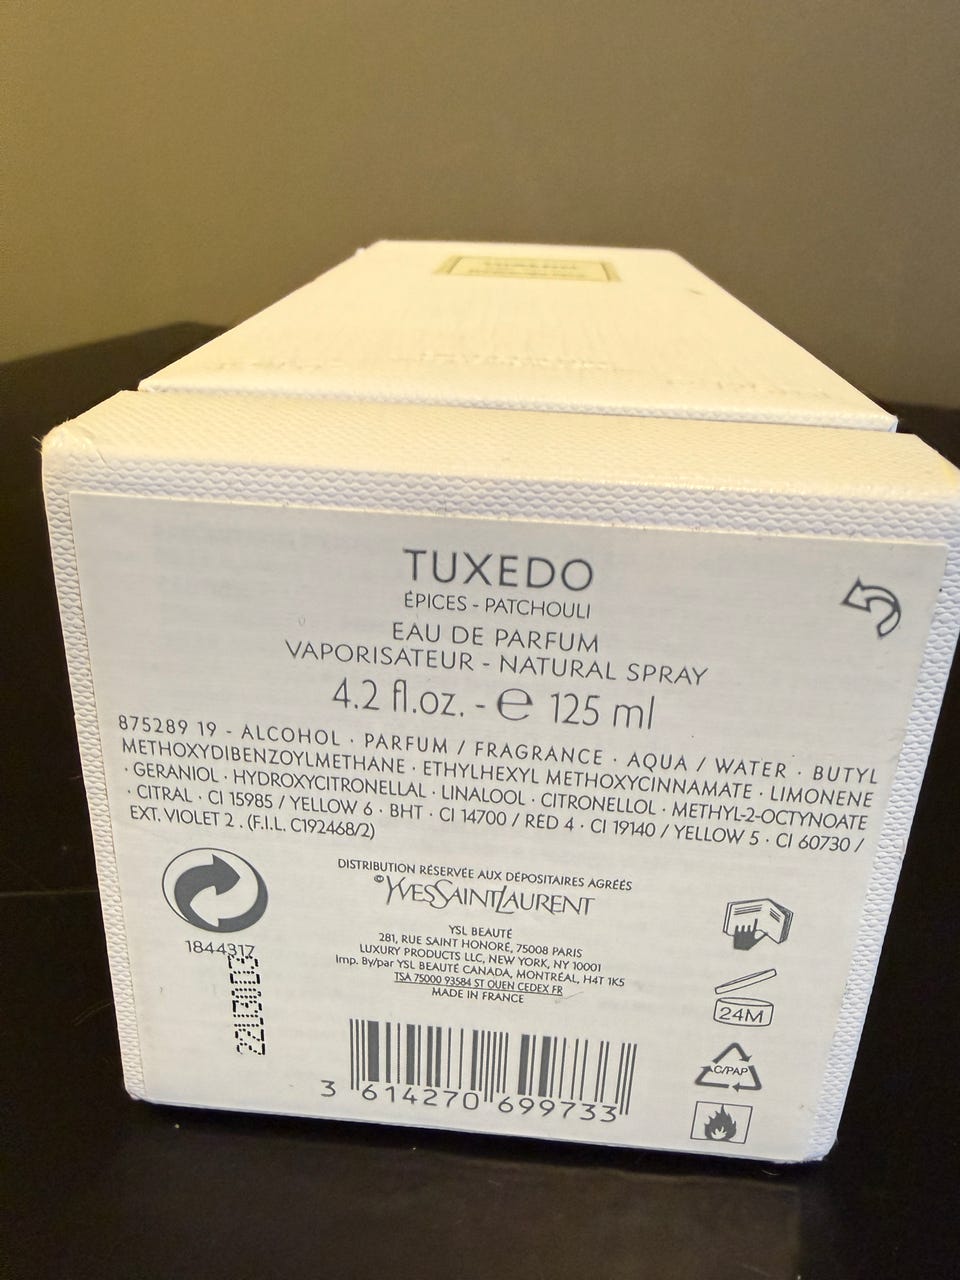 TUXEDO
ÉPICES - PATCHOULI
EAU DE PARFUM
VAPORISATEUR - NATURAL SPRAY
4.2 fl.oz. - ℮ 125 ml
875289 19 - ALCOHOL · PARFUM / FRAGRANCE · AQUA / WATER · BUTYL
METHOXYDIBENZOYLMETHANE · ETHYLHEXYL METHOXYCINNAMATE · LIMONENE
· GERANIOL · HYDROXYCITRONELLAL · LINALOOL · CITRONELLOL · METHYL-2-OCTYNOATE
· CITRAL · CI 15985 / YELLOW 6 · BHT · CI 14700 / RED 4 · CI 19140 / YELLOW 5 · CI 60730 /
EXT. VIOLET 2 . (F.I.L. C192468/2)
DISTRIBUTION RÉSERVÉE AUX DÉPOSITAIRES AGRÉÉS
YVESSAINTLAURENT
YSL BEAUTÉ
281, RUE SAINT HONORÉ, 75008 PARIS
LUXURY PRODUCTS LLC, NEW YORK, NY 10001
Imp. By/par YSL BEAUTÉ CANADA, MONTRÉAL, H4T 1K5
TSA 75000 93584 ST OUEN CEDEX FR
MADE IN FRANCE
1844317
24M
C/PAP
3 614270 699733